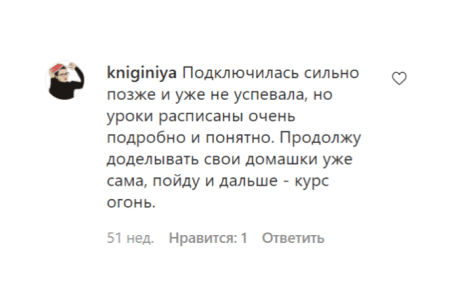 kniginiya Подключилась сильно
позже и уже не успевала, но
уроки расписаны очень
подробно и понятно. Продолжу
доделывать свои домашки уже
сама, пойду и дальше - курс
огонь.
51 нед. Нравится: 1 Ответить